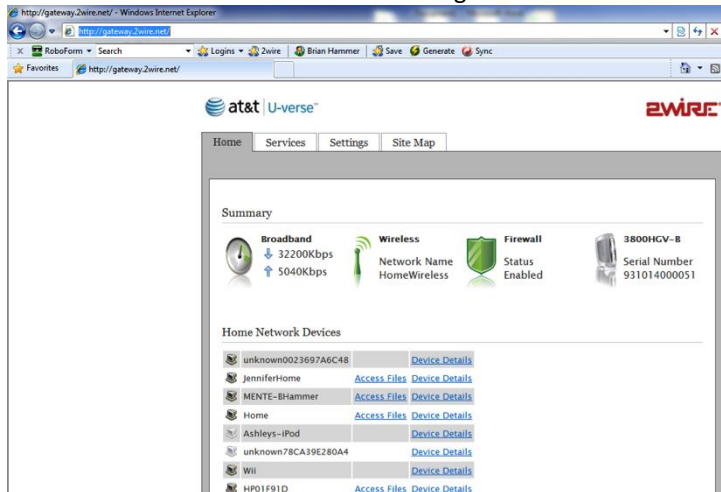 http://gateway.2wire.net/ - Windows Internet Explorer
http://gateway.2wire.net/
x RoboForm Search Logins 2wire Brian Hammer Save Generate Sync
Favorites http://gateway.2wire.net/
at&t U-verse 2WIRE
Home Services Settings Site Map
Summary
Broadband Wireless Firewall 3800HGV-B
32200Kbps Network Name Status Serial Number
5040Kbps HomeWireless Enabled 931014000051
Home Network Devices
unknown0023697A6C48 Device Details
JenniferHome Access Files Device Details
MENTE-BHammer Access Files Device Details
Home Access Files Device Details
Ashleys-iPod Device Details
unknown78CA39E280A4 Device Details
Wii Device Details
HP01F91D Access Files Device Details